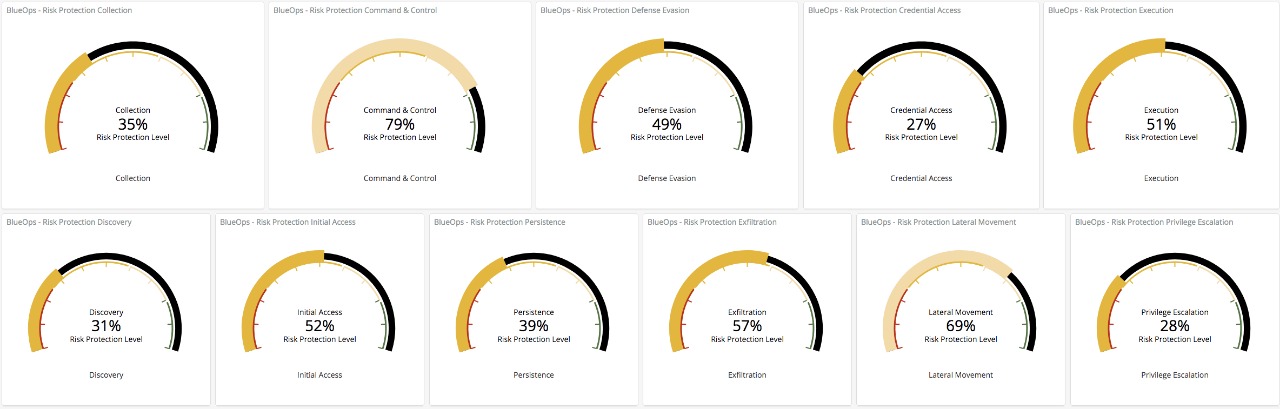 BlueOps - Risk Protection Collection
Collection
35%
Risk Protection Level
Collection
BlueOps - Risk Protection Command & Control
Command & Control
79%
Risk Protection Level
Command & Control
BlueOps - Risk Protection Defense Evasion
Defense Evasion
49%
Risk Protection Level
Defense Evasion
BlueOps - Risk Protection Credential Access
Credential Access
27%
Risk Protection Level
Credential Access
BlueOps - Risk Protection Execution
Execution
51%
Risk Protection Level
Execution
BlueOps - Risk Protection Discovery
Discovery
31%
Risk Protection Level
Discovery
BlueOps - Risk Protection Initial Access
Initial Access
52%
Risk Protection Level
Initial Access
BlueOps - Risk Protection Persistence
Persistence
39%
Risk Protection Level
Persistence
BlueOps - Risk Protection Exfiltration
Exfiltration
57%
Risk Protection Level
Exfiltration
BlueOps - Risk Protection Lateral Movement
Lateral Movement
69%
Risk Protection Level
Lateral Movement
BlueOps - Risk Protection Privilege Escalation
Privilege Escalation
28%
Risk Protection Level
Privilege Escalation